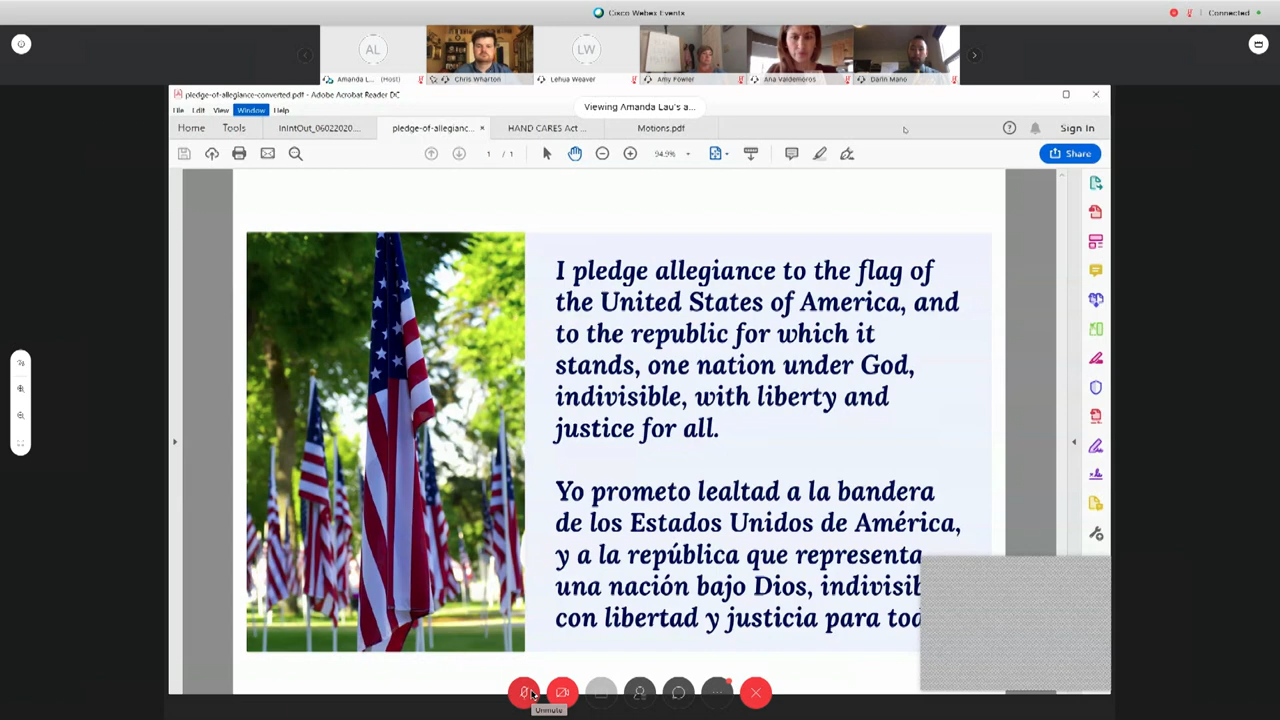 Cisco Webex Events
Connected
AL
LW
Amanda L... (Host)
Chris Wharton
Lehua Weaver
Amy Fowler
Ana Valdemoros
Darin Mano
pledge-of-allegiance-converted.pdf - Adobe Acrobat Reader DC
Viewing Amanda Lau's a...
File Edit View Window Help
Home Tools InIntOut_06022020.... pledge-of-allegianc... × HAND CARES Act ... Motions.pdf Sign In
1 / 1 94.9% Share
I pledge allegiance to the flag of
the United States of America, and
to the republic for which it
stands, one nation under God,
indivisible, with liberty and
justice for all.
Yo prometo lealtad a la bandera
de los Estados Unidos de América,
y a la república que representa
una nación bajo Dios, indivisib
con libertad y justicia para tod
Unmute